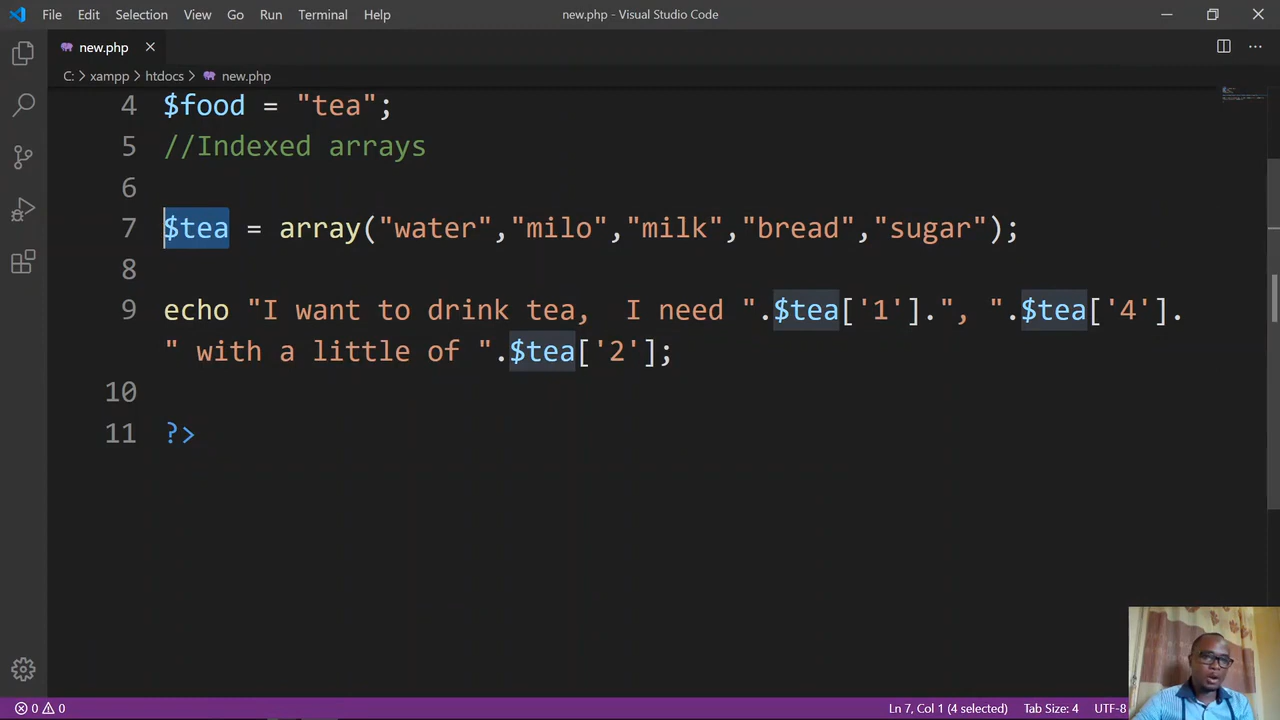 File Edit Selection View Go Run Terminal Help new.php - Visual Studio Code
new.php
C: > xampp > htdocs > new.php
4 $food = "tea";
5 //Indexed arrays
6
7 $tea = array("water","milo","milk","bread","sugar");
8
9 echo "I want to drink tea,  I need ".$tea['1'].", ".$tea['4'].
" with a little of ".$tea['2'];
10
11 ?>
0 0 Ln 7, Col 1 (4 selected) Tab Size: 4 UTF-8